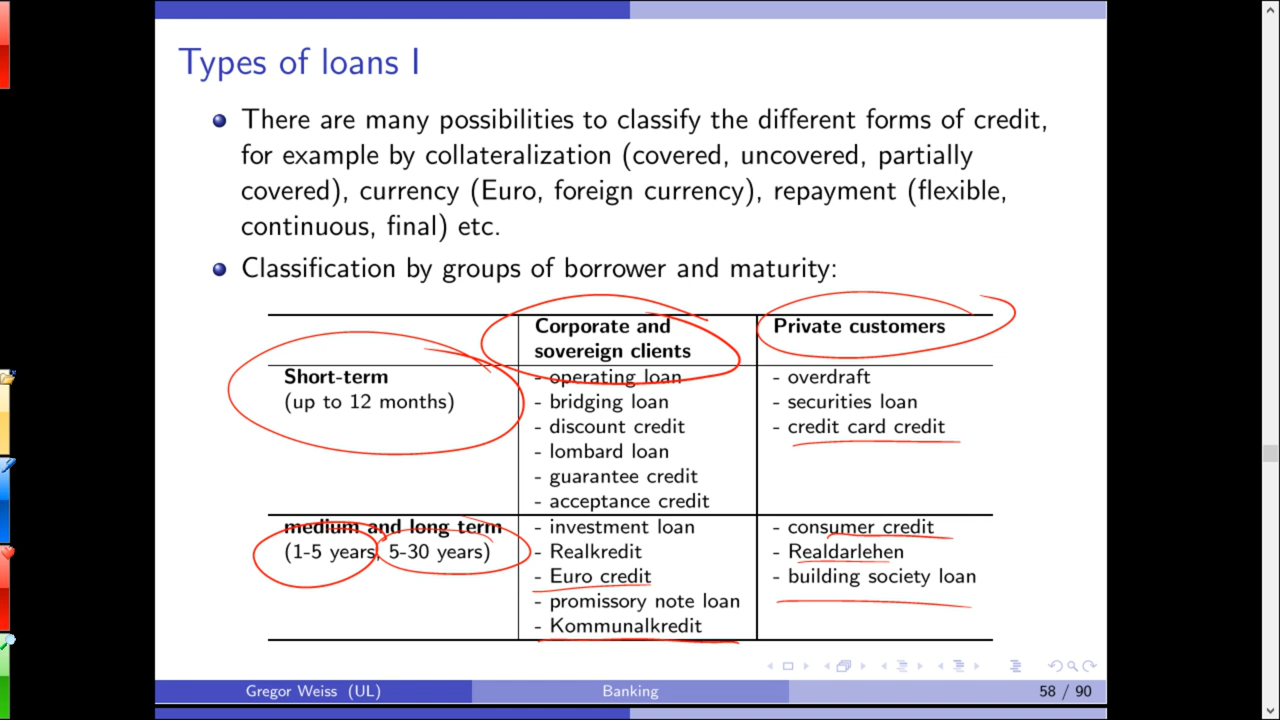 Types of loans I
There are many possibilities to classify the different forms of credit,
for example by collateralization (covered, uncovered, partially
covered), currency (Euro, foreign currency), repayment (flexible,
continuous, final) etc.
Classification by groups of borrower and maturity:
Corporate and
sovereign clients
Private customers
Short-term
(up to 12 months)
- operating loan
- bridging loan
- discount credit
- lombard loan
- guarantee credit
- acceptance credit
- overdraft
- securities loan
- credit card credit
medium and long term
(1-5 years, 5-30 years)
- investment loan
- Realkredit
- Euro credit
- promissory note loan
- Kommunalkredit
- consumer credit
- Realdarlehen
- building society loan
Gregor Weiss (UL)
Banking
58 / 90